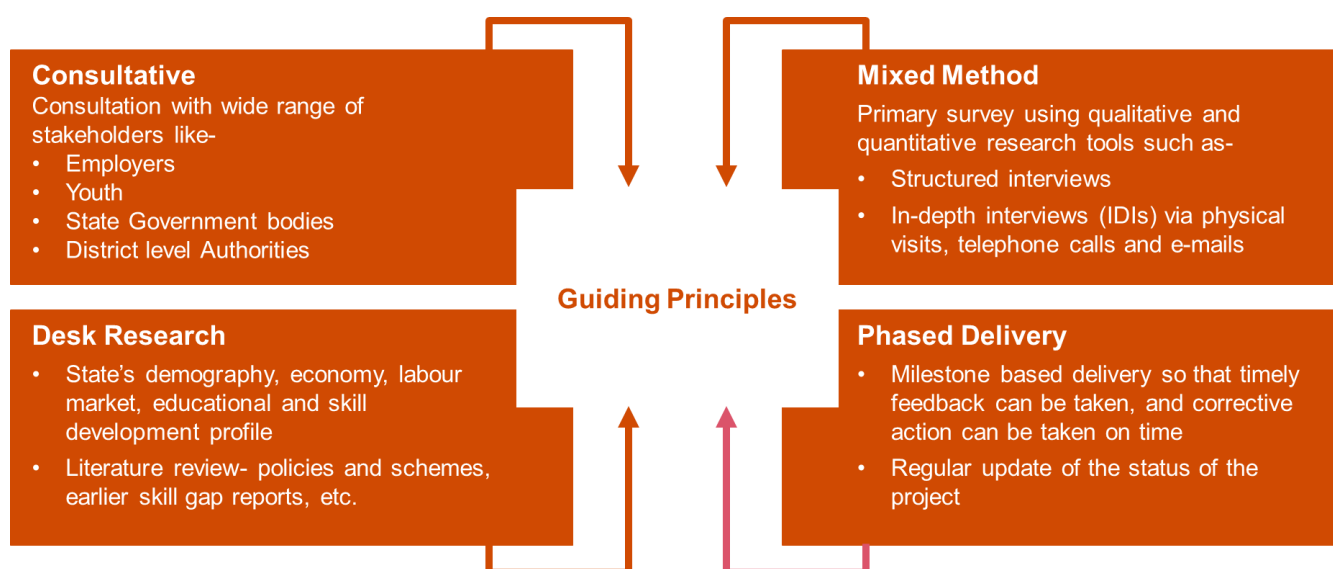 Consultative
Consultation with wide range of
stakeholders like-
• Employers
• Youth
• State Government bodies
• District level Authorities
Mixed Method
Primary survey using qualitative and
quantitative research tools such as-
• Structured interviews
• In-depth interviews (IDIs) via physical
visits, telephone calls and e-mails
Guiding Principles
Desk Research
• State's demography, economy, labour
market, educational and skill
development profile
• Literature review- policies and schemes,
earlier skill gap reports, etc.
Phased Delivery
• Milestone based delivery so that timely
feedback can be taken, and corrective
action can be taken on time
• Regular update of the status of the
project